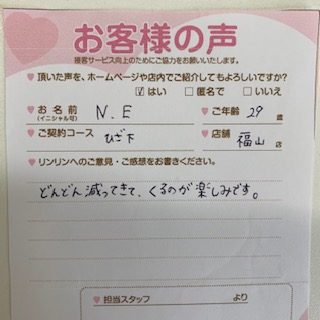 お客様の声
接客サービス向上のためにご協力をお願いいたします。
頂いた声を、ホームページや店内でご紹介してもよろしいですか?
☑はい □匿名で □いいえ
お名前 (イニシャル可) N.E ご年齢 29 歳
ご契約コース ひざ下 店舗 福山 店
リンリンへのご意見・ご感想をお書きください。
どんどん減ってきて、くるのが楽しみです。
担当スタッフ より